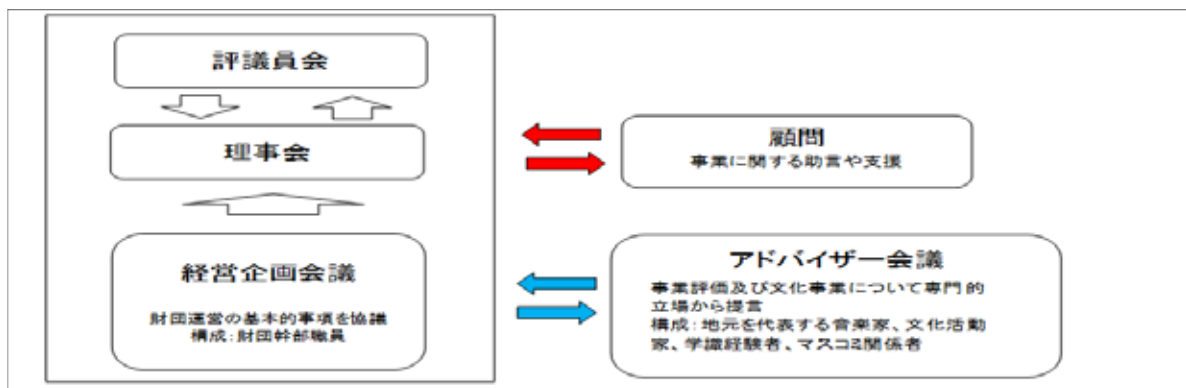 評議員会
理事会
経営企画会議
財団運営の基本的事項を協議
構成：財団幹部職員
顧問
事業に関する助言や支援
アドバイザー会議
事業評価及び文化事業について専門的
立場から提言
構成：地元を代表する音楽家、文化活動
家、学識経験者、マスコミ関係者